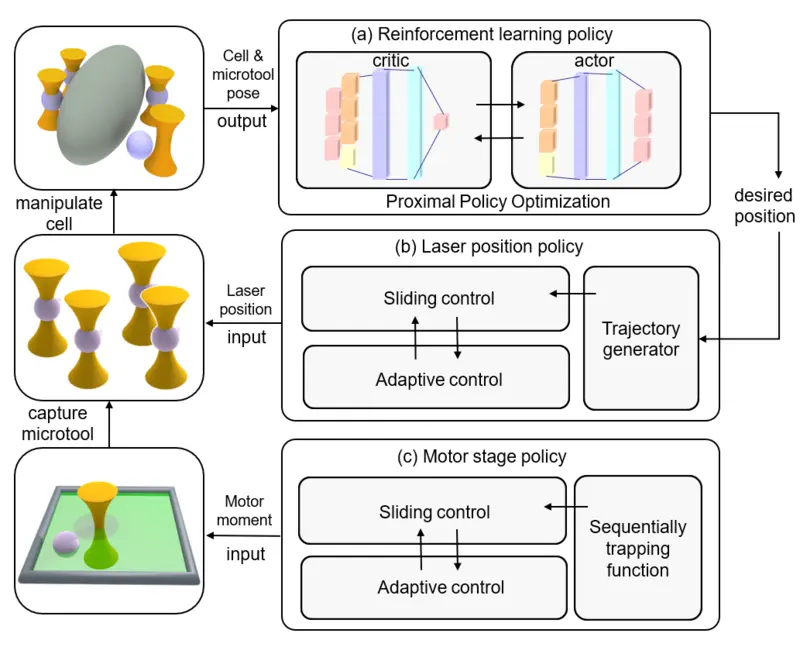 (a) Reinforcement learning policy
critic
actor
Proximal Policy Optimization
Cell &
microtool
pose
output
desired
position
manipulate
cell
(b) Laser position policy
Sliding control
Adaptive control
Trajectory
generator
Laser
position
input
capture
microtool
(c) Motor stage policy
Sliding control
Adaptive control
Sequentially
trapping
function
Motor
moment
input